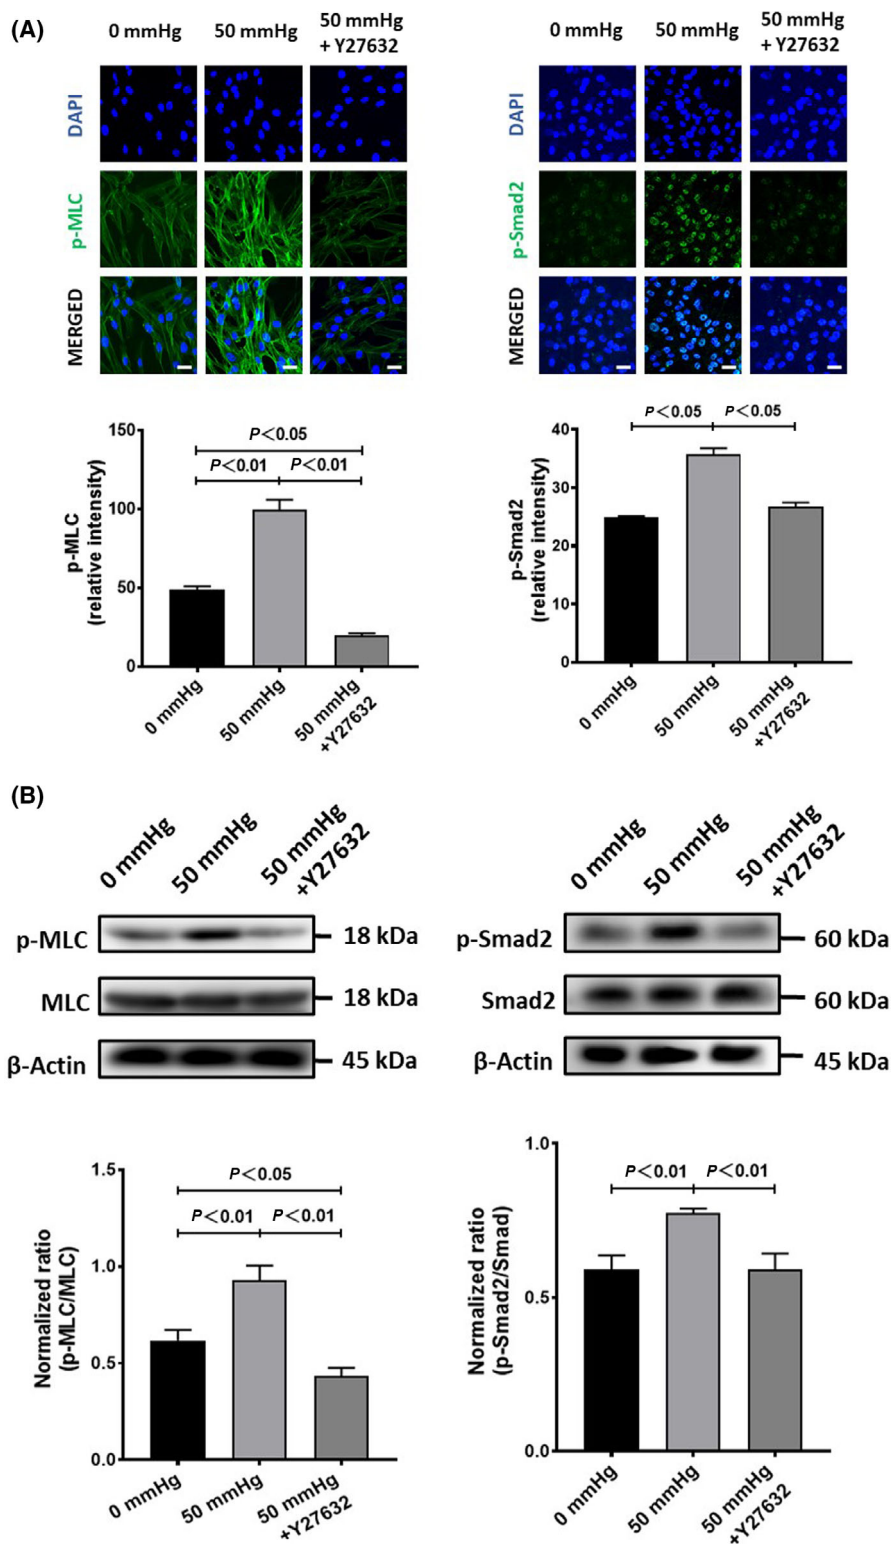 (A)
0 mmHg 50 mmHg 50 mmHg
+ Y27632
0 mmHg 50 mmHg 50 mmHg
+ Y27632
DAPI
p-MLC
MERGED
DAPI
p-Smad2
MERGED
p-MLC
(relative intensity)
150
100
50
0
P<0.05
P<0.01 P<0.01
0 mmHg
50 mmHg
50 mmHg
+Y27632
p-Smad2
(relative intensity)
40
30
20
10
0
P<0.05 P<0.05
0 mmHg
50 mmHg
50 mmHg
+Y27632
(B)
0 mmHg
50 mmHg
50 mmHg
+Y27632
p-MLC 18 kDa
MLC 18 kDa
β-Actin 45 kDa
0 mmHg
50 mmHg
50 mmHg
+Y27632
p-Smad2 60 kDa
Smad2 60 kDa
β-Actin 45 kDa
Normalized ratio
(p-MLC/MLC)
1.5
1.0
0.5
0.0
P<0.05
P<0.01 P<0.01
0 mmHg
50 mmHg
50 mmHg
+Y27632
Normalized ratio
(p-Smad2/Smad)
1.0
0.5
0.0
P<0.01 P<0.01
0 mmHg
50 mmHg
50 mmHg
+Y27632